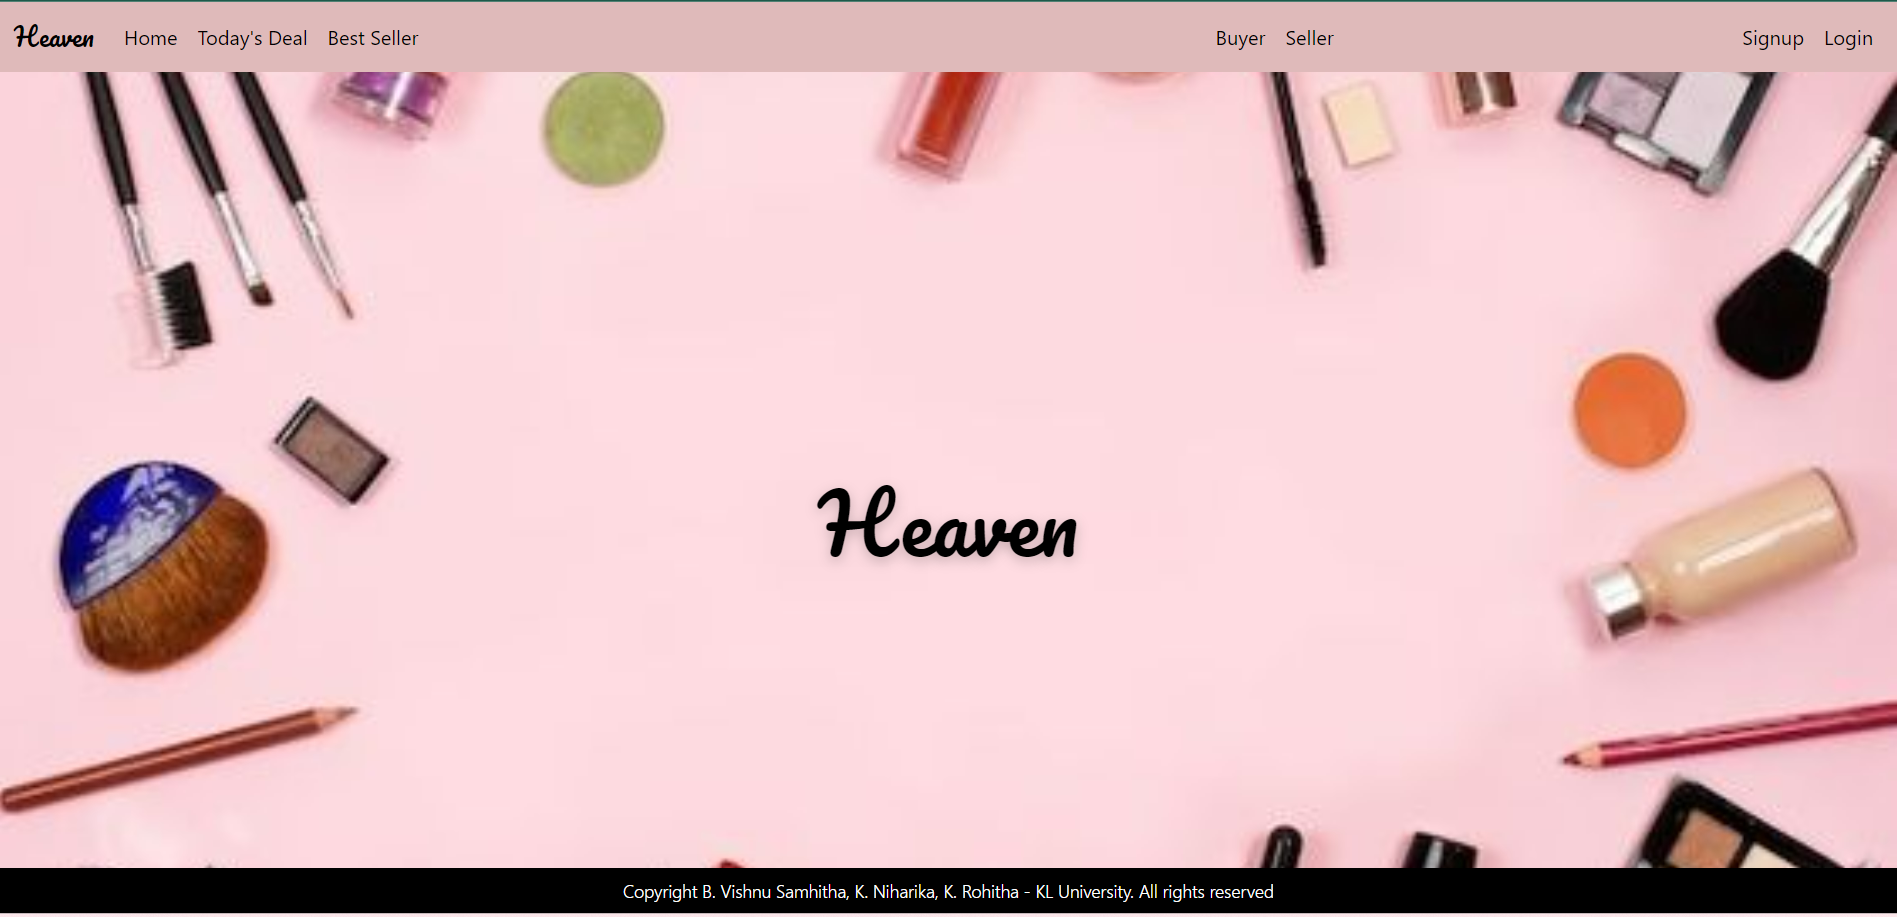 Heaven Home Today's Deal Best Seller Buyer Seller Signup Login
Heaven
Copyright B. Vishnu Samhitha, K. Niharika, K. Rohitha - KL University. All rights reserved